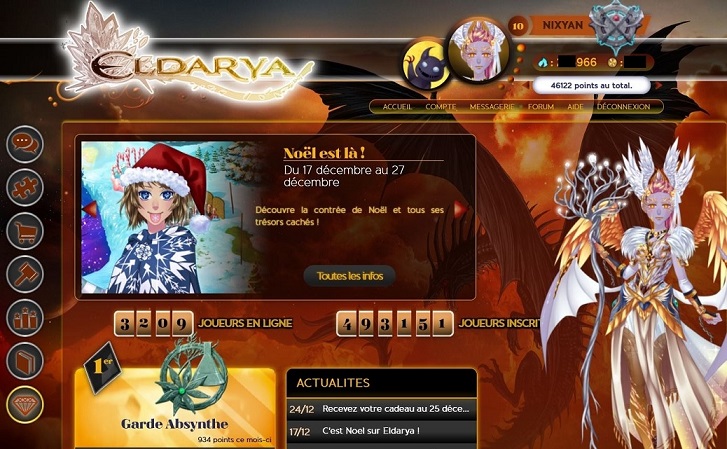 ELDARYA
10 NIXYAN
: 966 :
46122 points au total.
ACCUEIL COMPTE MESSAGERIE FORUM AIDE DÉCONNEXION
Noël est là !
Du 17 décembre au 27
décembre
Découvre la contrée de Noël et tous ses
trésors cachés !
Toutes les infos
3209 JOUEURS EN LIGNE
493151 JOUEURS INSCRIT
1er
Garde Absynthe
934 points ce mois-ci
ACTUALITES
24/12 Recevez votre cadeau au 25 déce...
17/12 C'est Noel sur Eldarya !